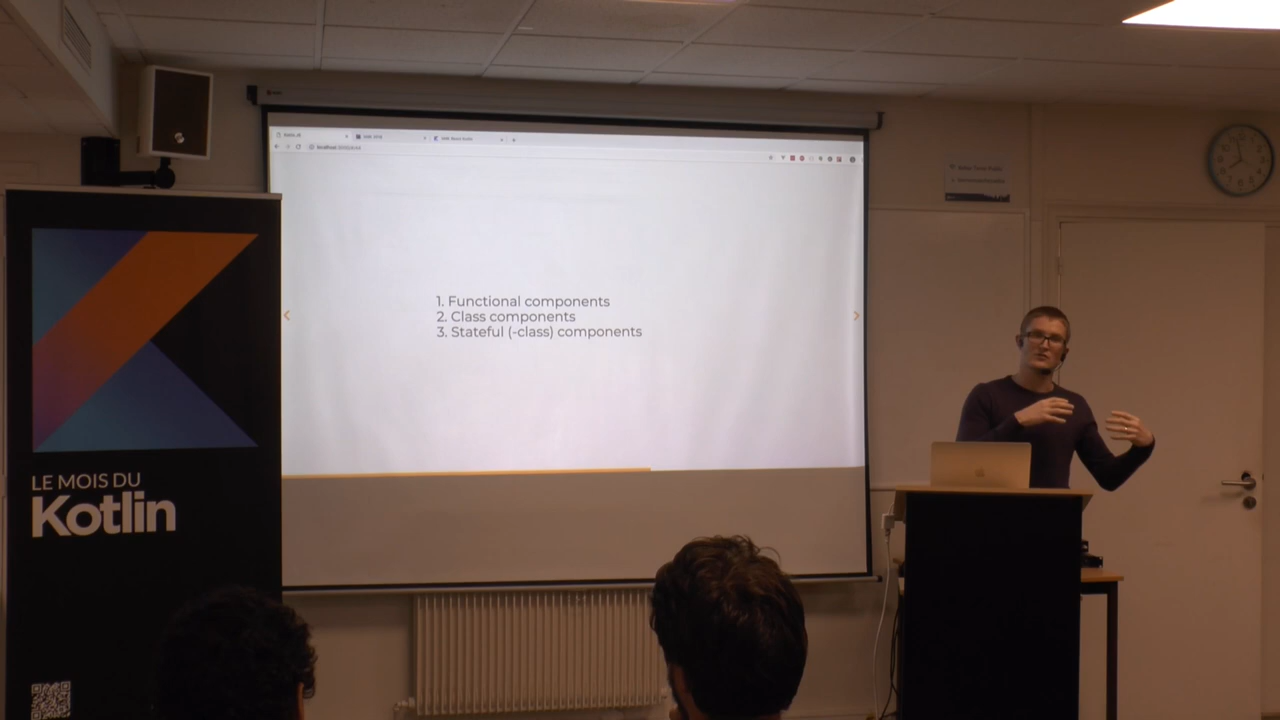 1. Functional components
2. Class components
3. Stateful (-class) components
LE MOIS DU
Kotlin